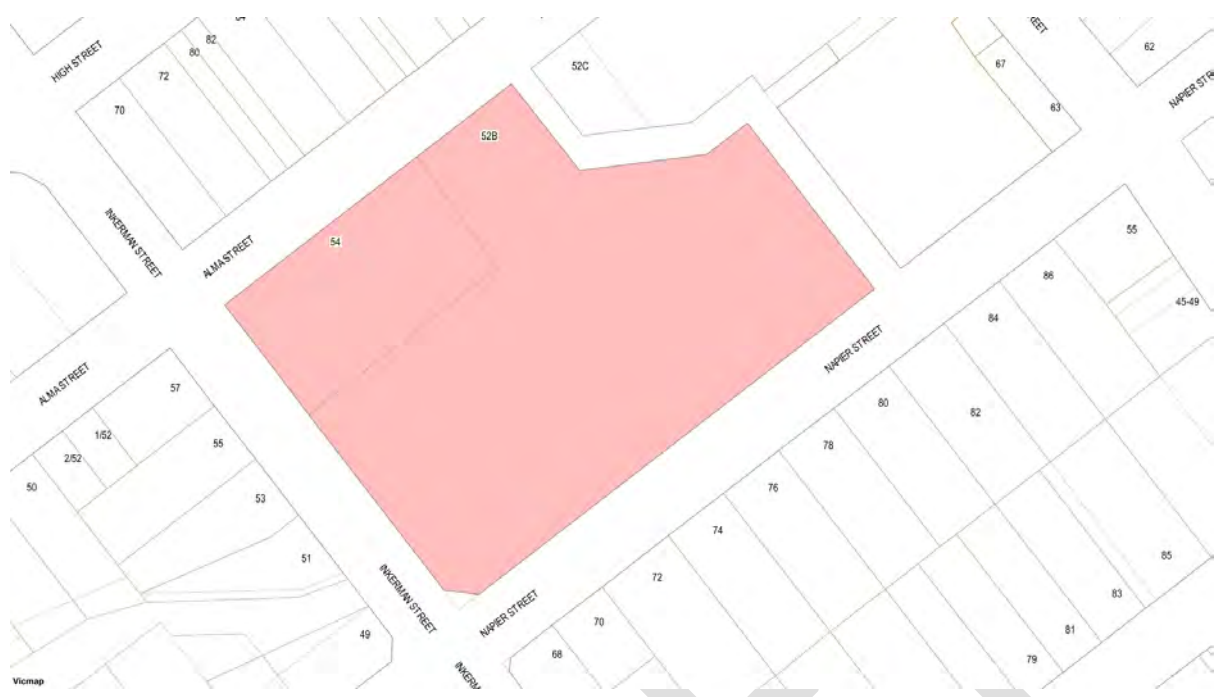 HIGH STREET
82
80
72
70
52C
52B
67
62
63
NAPIER STR
INKERMAN STREET
ALMA STREET
54
55
86
45-49
84
NAPIER STREET
ALMA STREET
57
80
82
1/52
55
78
2/52
50
53
76
74
51
85
INKERMAN STREET
72
83
NAPIER STREET
70
81
49
68
79
INKERM
Vicmap